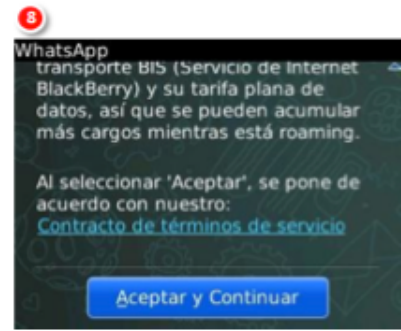 8
WhatsApp
transporte BIS (Servicio de Internet
BlackBerry) y su tarifa plana de
datos, así que se pueden acumular
más cargos mientras está roaming.
Al seleccionar 'Aceptar', se pone de
acuerdo con nuestro:
Contracto de términos de servicio
Aceptar y Continuar